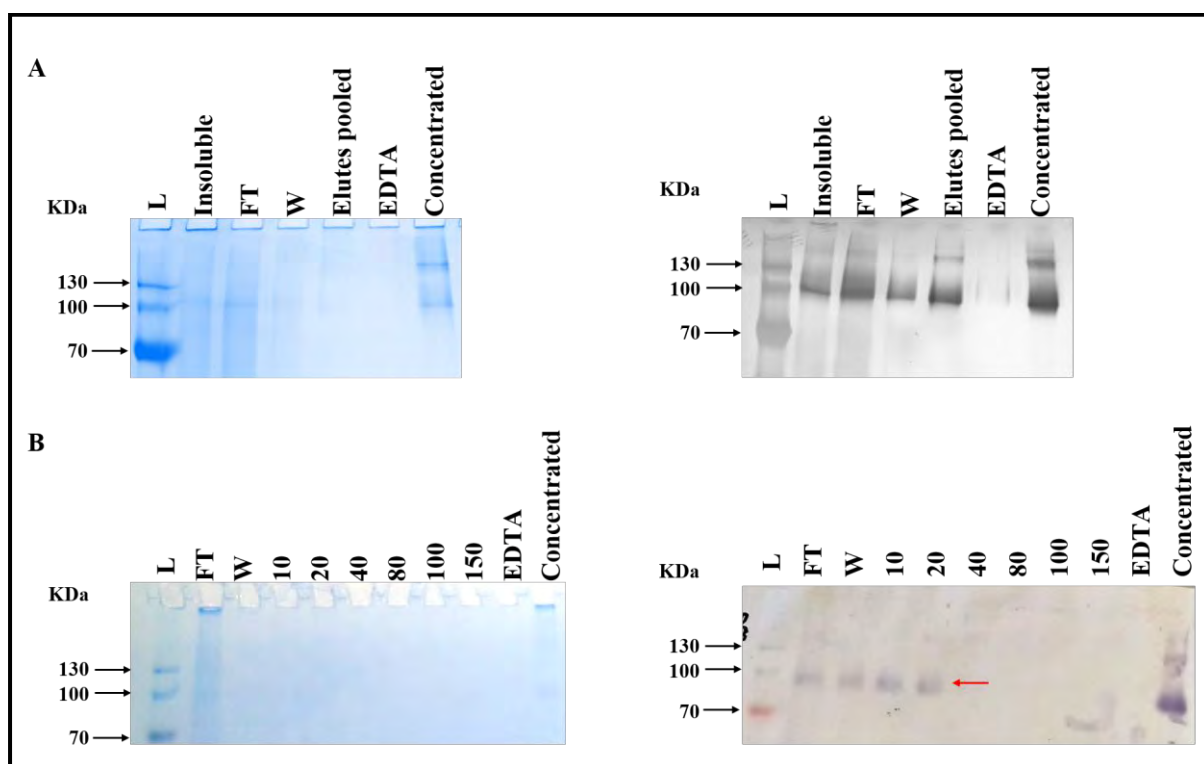 A
KDa
L
Insoluble
FT
W
Elutes pooled
EDTA
Concentrated
130
100
70
L
Insoluble
FT
W
Elutes pooled
EDTA
Concentrated
KDa
130
100
70
B
KDa
L
FT
W
10
20
40
80
100
150
EDTA
Concentrated
130
100
70
KDa
L
FT
W
10
20
40
80
100
150
EDTA
Concentrated
130
100
70